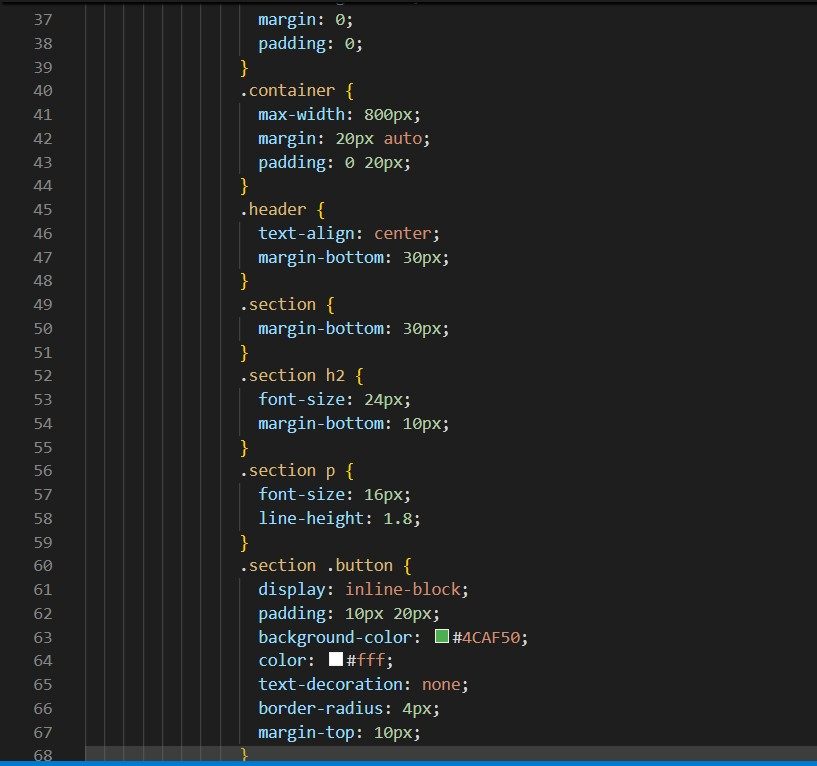 37 margin: 0;
38 padding: 0;
39 }
40 .container {
41 max-width: 800px;
42 margin: 20px auto;
43 padding: 0 20px;
44 }
45 .header {
46 text-align: center;
47 margin-bottom: 30px;
48 }
49 .section {
50 margin-bottom: 30px;
51 }
52 .section h2 {
53 font-size: 24px;
54 margin-bottom: 10px;
55 }
56 .section p {
57 font-size: 16px;
58 line-height: 1.8;
59 }
60 .section .button {
61 display: inline-block;
62 padding: 10px 20px;
63 background-color: #4CAF50;
64 color: #fff;
65 text-decoration: none;
66 border-radius: 4px;
67 margin-top: 10px;
68 }